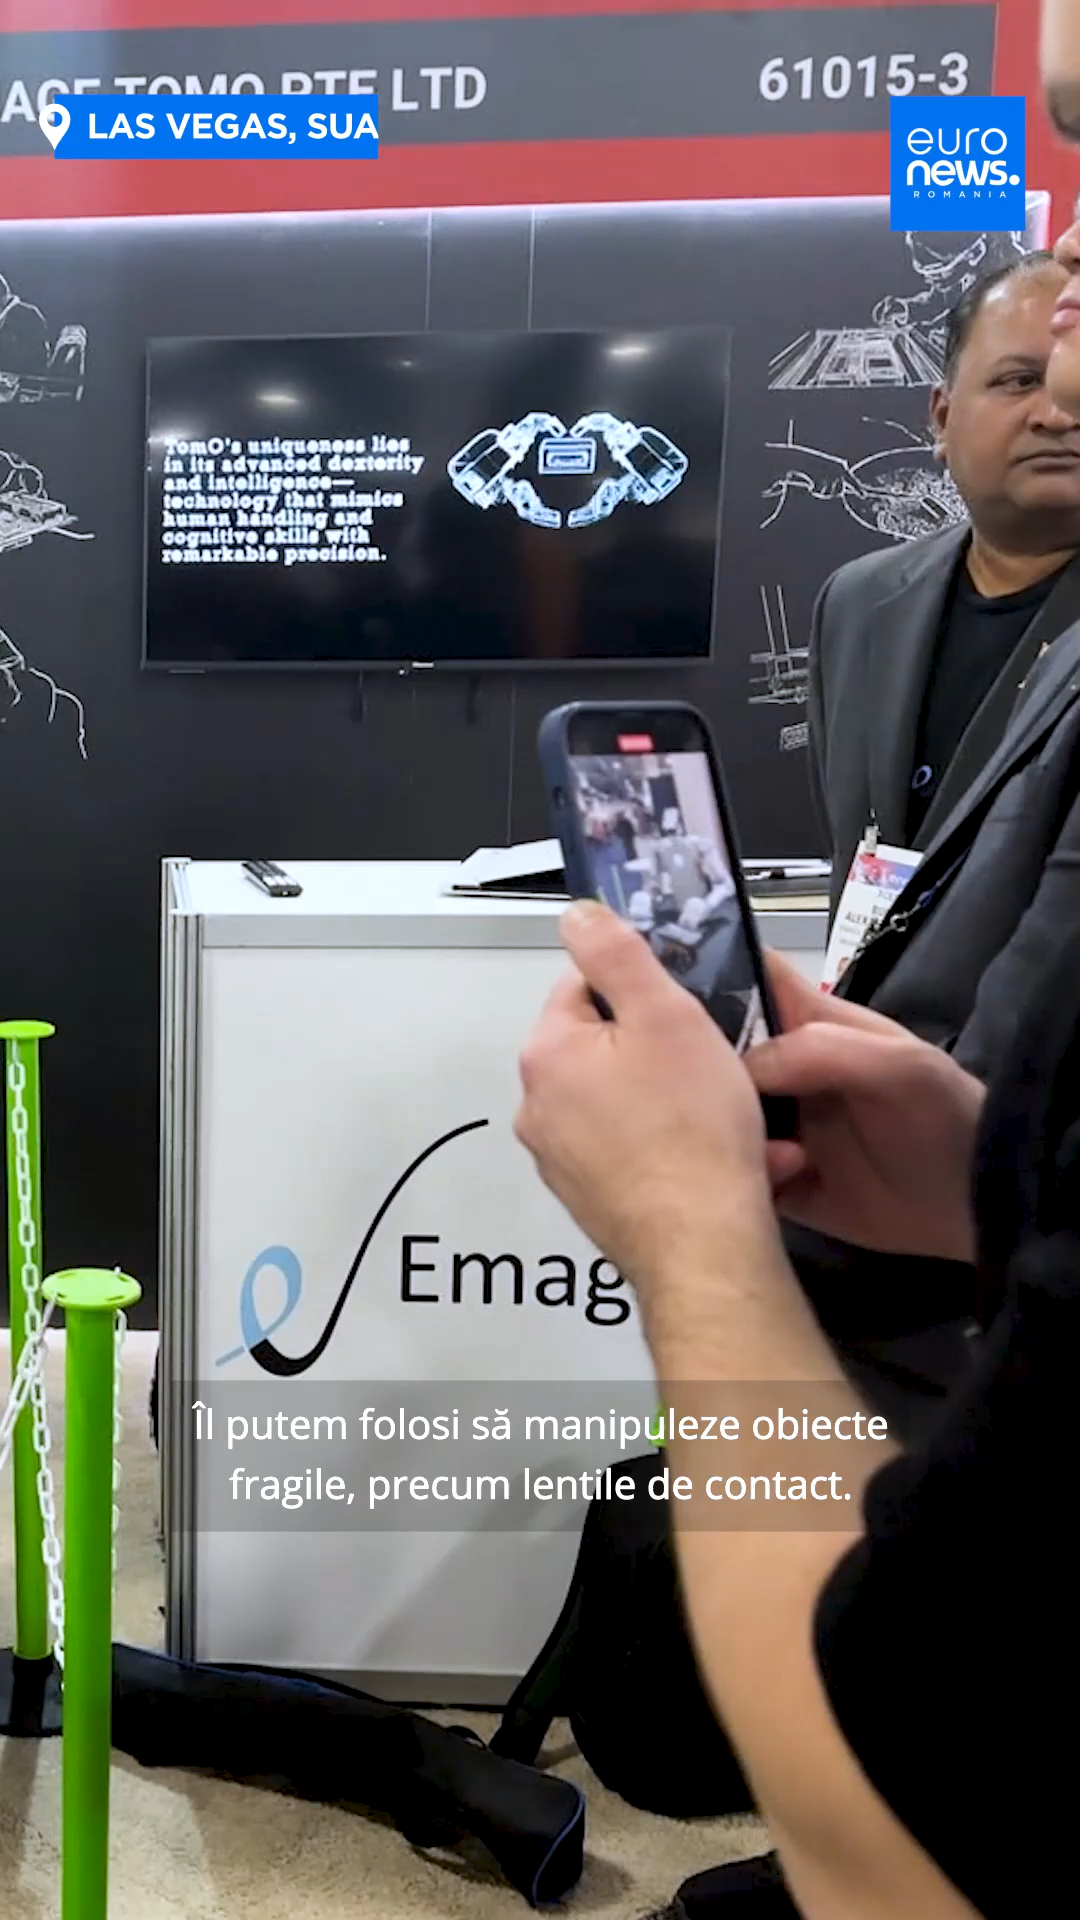 TOMO PTE LTD 61015-3
LAS VEGAS, SUA
euro
news.
ROMANIA
TomO's uniqueness lies
in its advanced dexterity
and intelligence—
technology that mimics
human handling and
cognitive skills with
remarkable precision.
Emag
Îl putem folosi să manipuleze obiecte
fragile, precum lentile de contact.